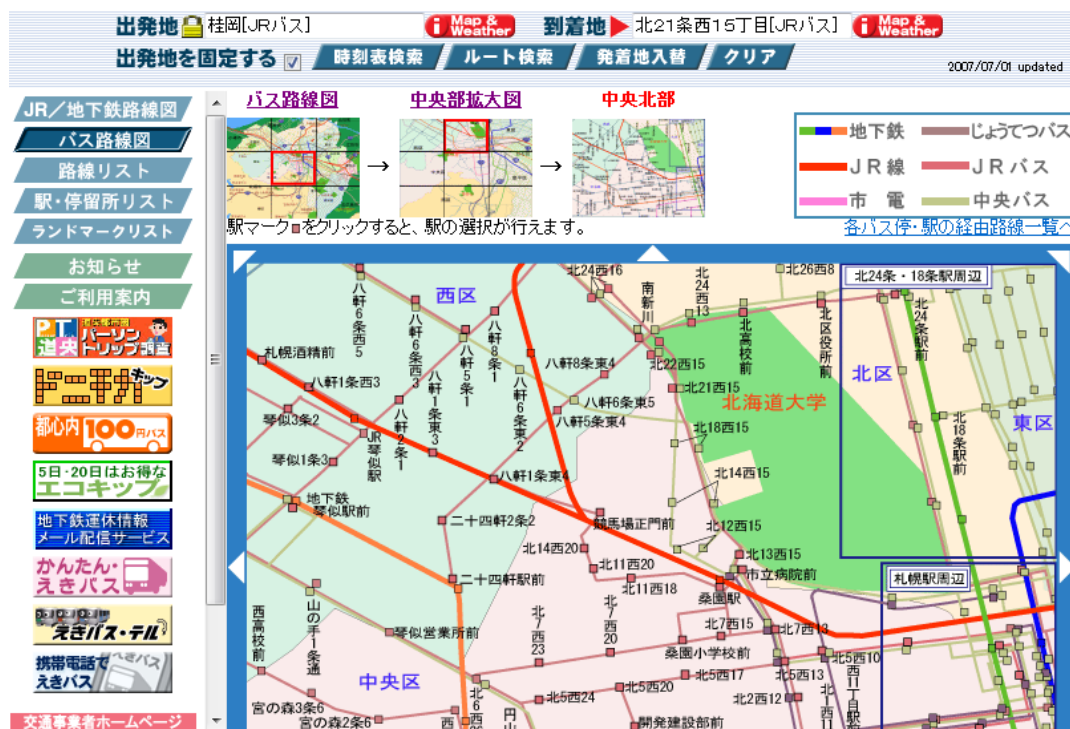 出発地 桂岡[JRバス] Map & Weather 到着地 北21条西15丁目[JRバス] Map & Weather
出発地を固定する 時刻表検索 ルート検索 発着地入替 クリア
2007/07/01 updated
JR/地下鉄路線図
バス路線図
路線リスト
駅・停留所リスト
ランドマークリスト
お知らせ
ご利用案内
PT 道央 パーソントリップ調査
ドニチカキップ
都心内100円バス
5日・20日はお得な
エコキップ
地下鉄運休情報
メール配信サービス
かんたん・
えきバス
えきバス・テル
携帯電話で
えきバス
交通事業者ホームページ
バス路線図 → 中央部拡大図 → 中央北部
地下鉄 じょうてつバス
JR線 JRバス
市電 中央バス
駅マーク■をクリックすると、駅の選択が行えます。
各バス停・駅の経由路線一覧へ
西区
八軒6条西5
八軒6条西3
八軒5条1
八軒8条1
北24西16
南新川
北24西13
北26西8
北高校前
北区役所前
北24条・18条駅周辺
北24条駅前
北区
東区
札幌酒精前
八軒1条西3
八軒1条東3
八軒6条東2
八軒8条東4
北22西15
北21西15
北海道大学
八軒6条東5
八軒5条東4
琴似3条2
JR琴似駅
八軒2条1
北18西15
北18条駅前
琴似1条3
八軒1条東4
北14西15
地下鉄琴似駅前
二十四軒2条2
競馬場正門前
北12西15
北14西20
北13西15
北11西20
市立病院前
札幌駅周辺
二十四軒駅前
北11西18
桑園駅
西高校前
山の手1条通
琴似営業所前
北7西23
北7西20
北7西15
北7西13
桑園小学校前
北5西10
中央区
北5西24
北5西20
北5西17
北5西13
北2西12
西11丁目駅前
宮の森3条6
宮の森2条6
開発建設部前